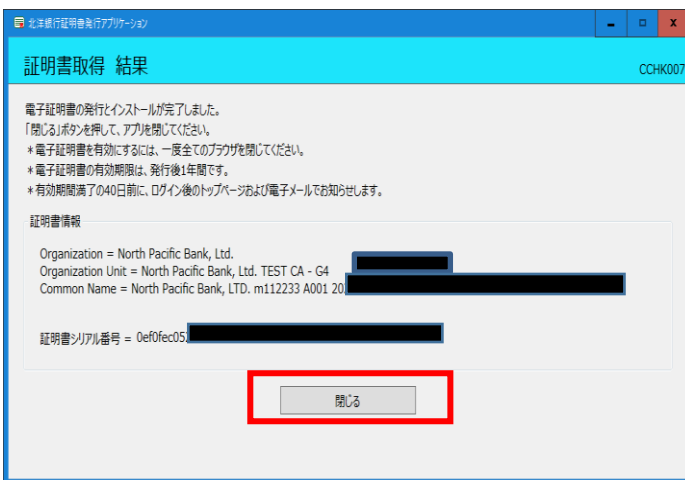 北洋銀行証明書発行アプリケーション
証明書取得 結果
CCHK007
電子証明書の発行とインストールが完了しました。
「閉じる」ボタンを押して、アプリを閉じてください。
＊電子証明書を有効にするには、一度全てのブラウザを閉じてください。
＊電子証明書の有効期限は、発行後1年間です。
＊有効期間満了の40日前に、ログイン後のトップページおよび電子メールでお知らせします。
証明書情報
Organization = North Pacific Bank, Ltd.
Organization Unit = North Pacific Bank, Ltd. TEST CA - G4
Common Name = North Pacific Bank, LTD. m112233 A001 20
証明書シリアル番号 = 0ef0fec05
閉じる